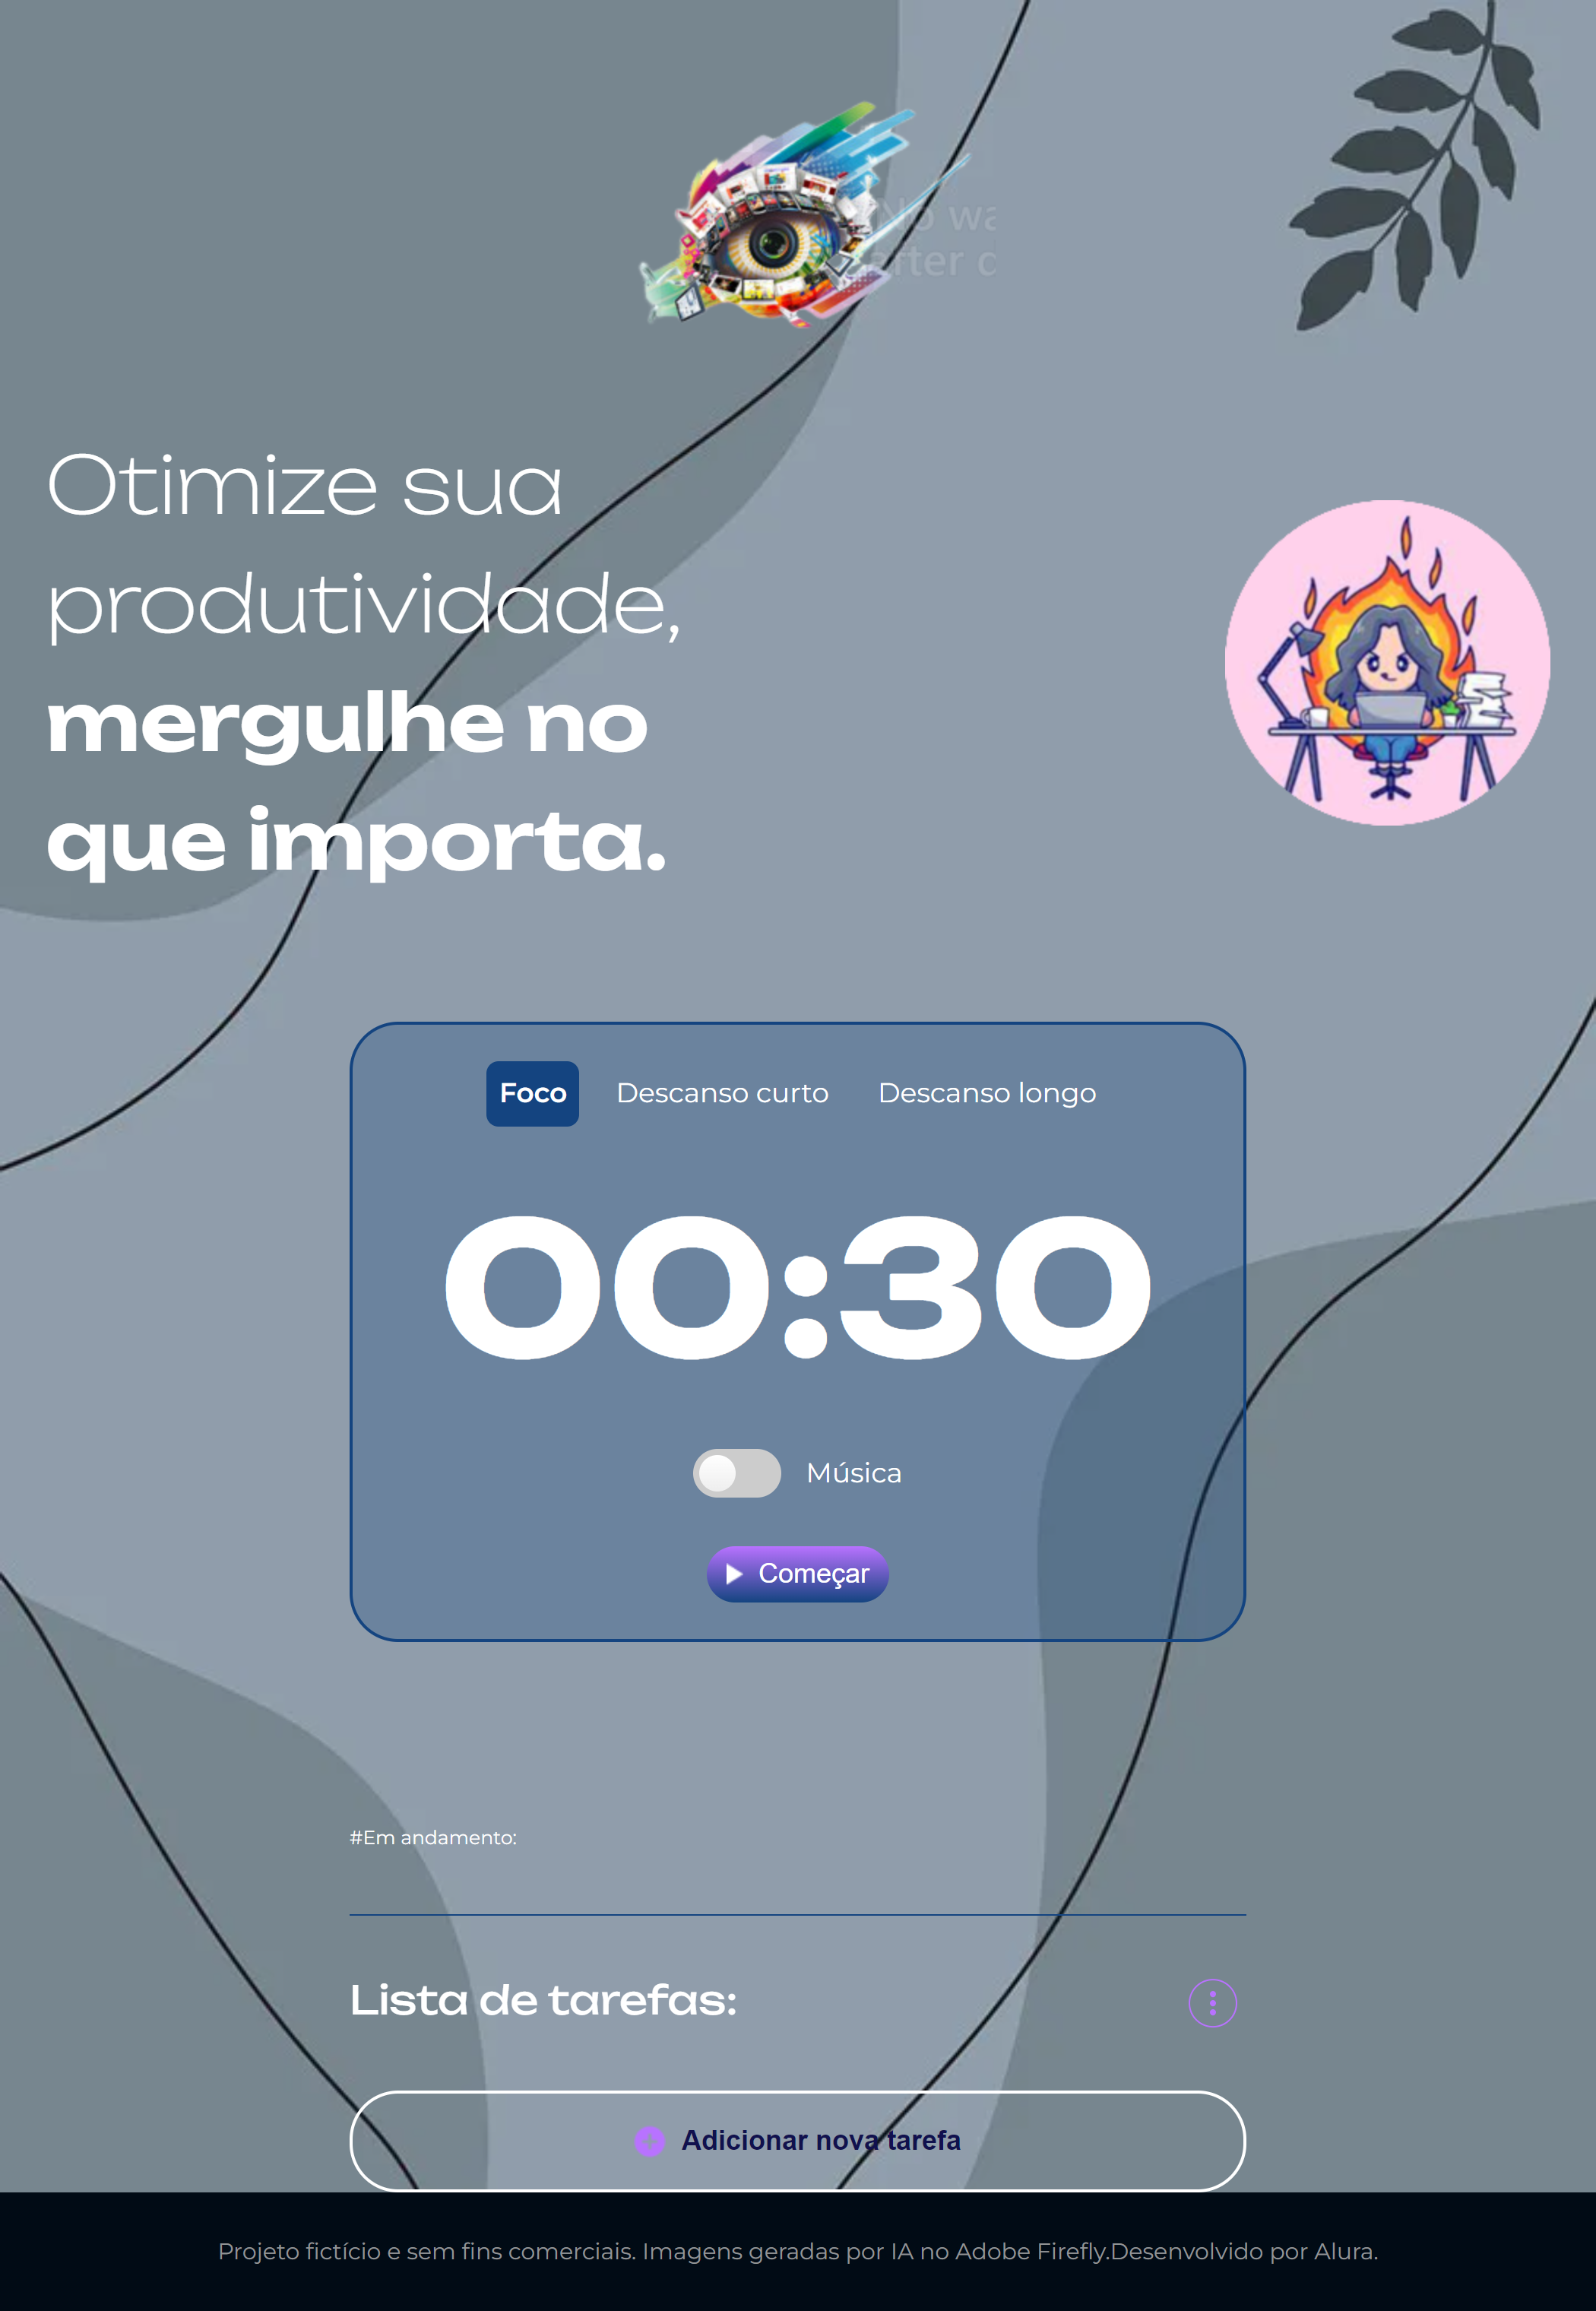 No wa
after c
Otimize sua
produtividade,
mergulhe no
que importa.
Foco Descanso curto Descanso longo
00:30
Música
Começar
#Em andamento:
Lista de tarefas:
Adicionar nova tarefa
Projeto fictício e sem fins comerciais. Imagens geradas por IA no Adobe Firefly.Desenvolvido por Alura.